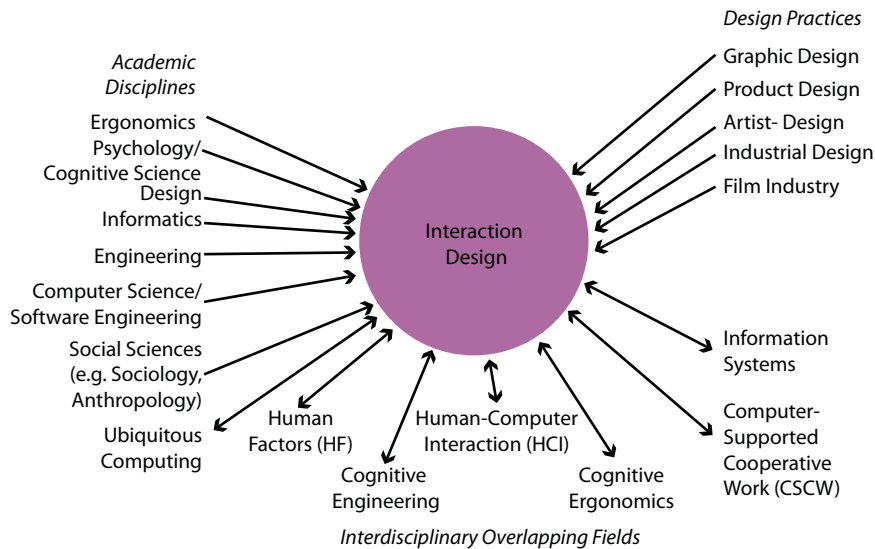 Academic
Disciplines
Ergonomics
Psychology/
Cognitive Science
Design
Informatics
Engineering
Computer Science/
Software Engineering
Social Sciences
(e.g. Sociology,
Anthropology)
Ubiquitous
Computing
Human
Factors (HF)
Cognitive
Engineering
Interaction
Design
Human-Computer
Interaction (HCI)
Cognitive
Ergonomics
Interdisciplinary Overlapping Fields
Design Practices
Graphic Design
Product Design
Artist- Design
Industrial Design
Film Industry
Information
Systems
Computer-
Supported
Cooperative
Work (CSCW)